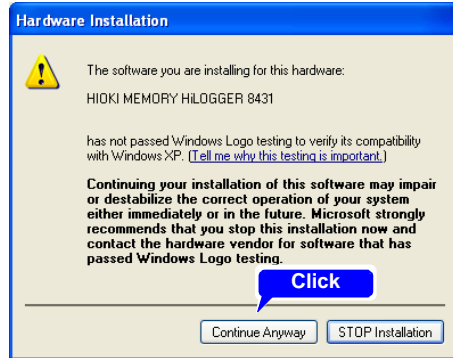 Hardware Installation
The software you are installing for this hardware:
HIOKI MEMORY HiLOGGER 8431
has not passed Windows Logo testing to verify its compatibility
with Windows XP. (Tell me why this testing is important.)
Continuing your installation of this software may impair
or destabilize the correct operation of your system
either immediately or in the future. Microsoft strongly
recommends that you stop this installation now and
contact the hardware vendor for software that has
passed Windows Logo testing.
Click
Continue Anyway
STOP Installation